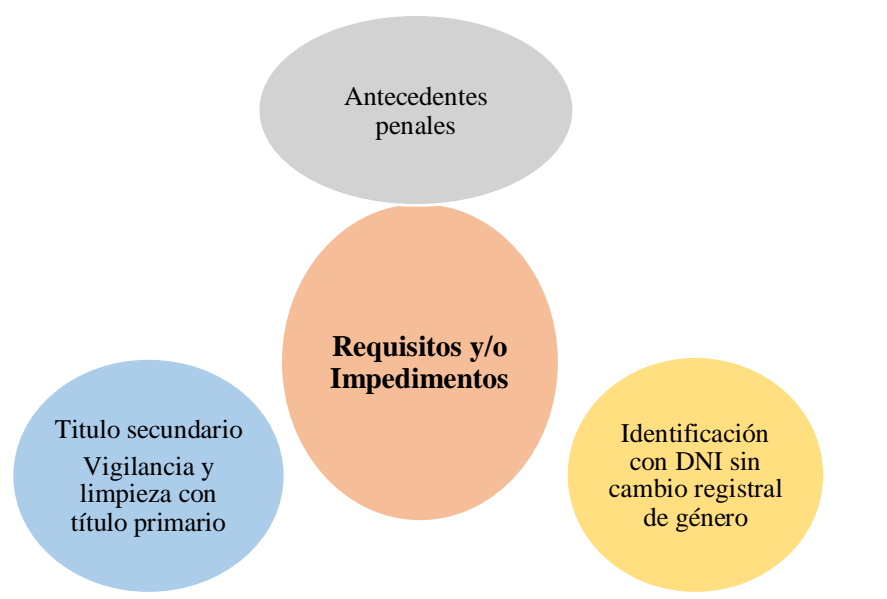 Antecedentes
penales
Requisitos y/o
Impedimentos
Titulo secundario
Vigilancia y
limpieza con
título primario
Identificación
con DNI sin
cambio registral
de género